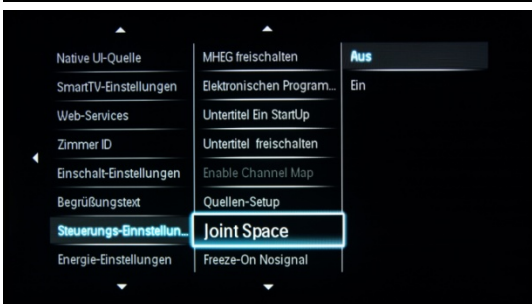 Native UI-Quelle
SmartTV-Einstellungen
Web-Services
Zimmer ID
Einschalt-Einstellungen
Begrüßungstext
Steuerungs-Einnstellun...
Energie-Einstellungen
MHEG freischalten
Elektronischen Program...
Untertitel Ein StartUp
Untertitel freischalten
Enable Channel Map
Quellen-Setup
Joint Space
Freeze-On Nosignal
Aus
Ein